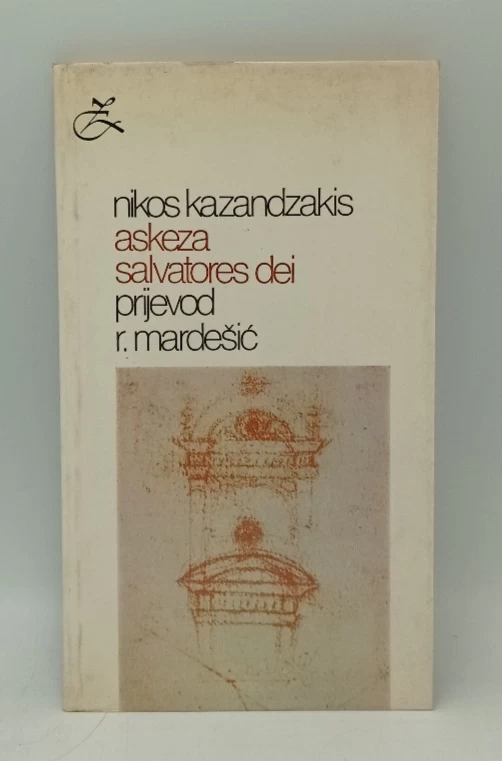 nikos kazandzakis
askeza
salvatores dei
prijevod
r. mardešić